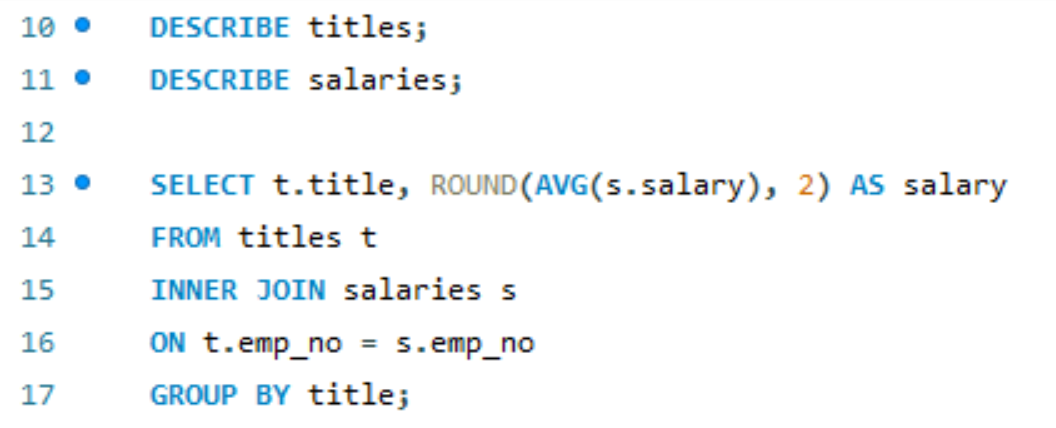 10 DESCRIBE titles;
11 DESCRIBE salaries;
12
13 SELECT t.title, ROUND(AVG(s.salary), 2) AS salary
14 FROM titles t
15 INNER JOIN salaries s
16 ON t.emp_no = s.emp_no
17 GROUP BY title;